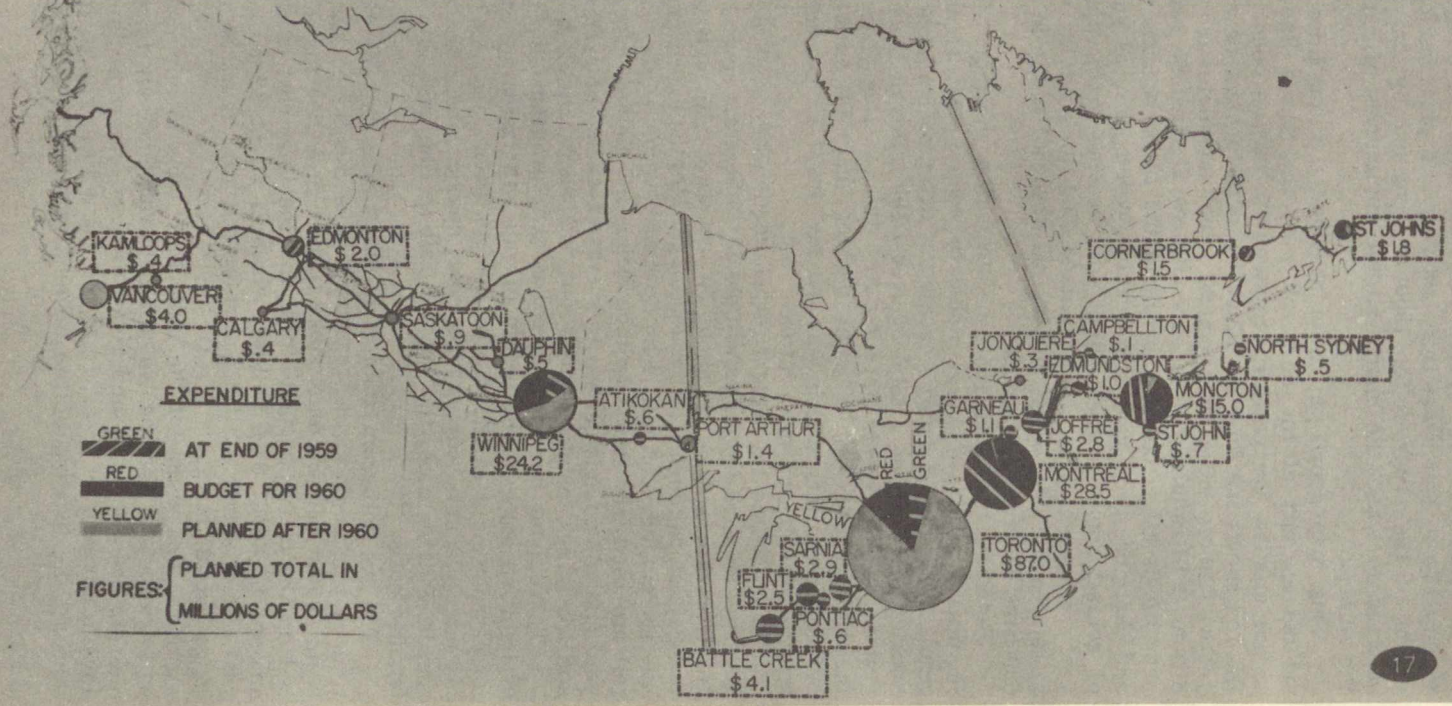 KAMLOOPS
$ .4
VANCOUVER
$4.0
EDMONTON
$2.0
CALGARY
$.4
SASKATOON
$.9
DAUPHIN
$.5
WINNIPEG
$24.2
ATIKOKAN
$.6
PORT ARTHUR
$1.4
ST JOHNS
$1.8
CORNERBROOK
$1.5
CAMPBELLTON
$.1
JONQUIERE
$.3
EDMUNDSTON
$1.0
NORTH SYDNEY
$.5
MONCTON
$15.0
GARNEAU
$1.1
JOFFRE
$2.8
ST JOHN
$.7
MONTREAL
$28.5
RED
GREEN
YELLOW
TORONTO
$87.0
SARNIA
$2.9
FLINT
$2.5
PONTIAC
$.6
BATTLE CREEK
$4.1
EXPENDITURE
GREEN
AT END OF 1959
RED
BUDGET FOR 1960
YELLOW
PLANNED AFTER 1960
FIGURES:
PLANNED TOTAL IN
MILLIONS OF DOLLARS
17